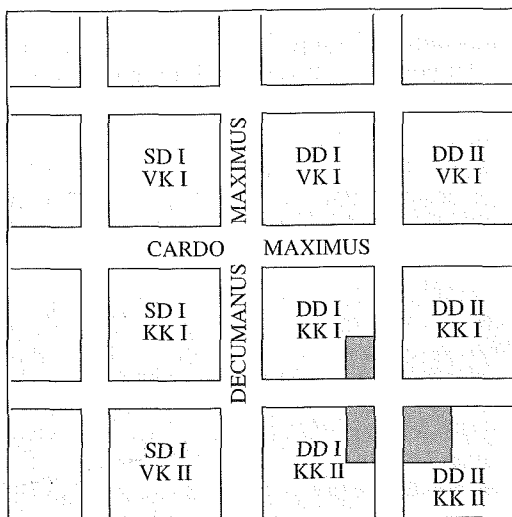 SD I
VK I
MAXIMUS
DD I
VK I
DD II
VK I
CARDO MAXIMUS
SD I
KK I
DECUMANUS
DD I
KK I
DD II
KK I
SD I
VK II
DD I
KK II
DD II
KK II